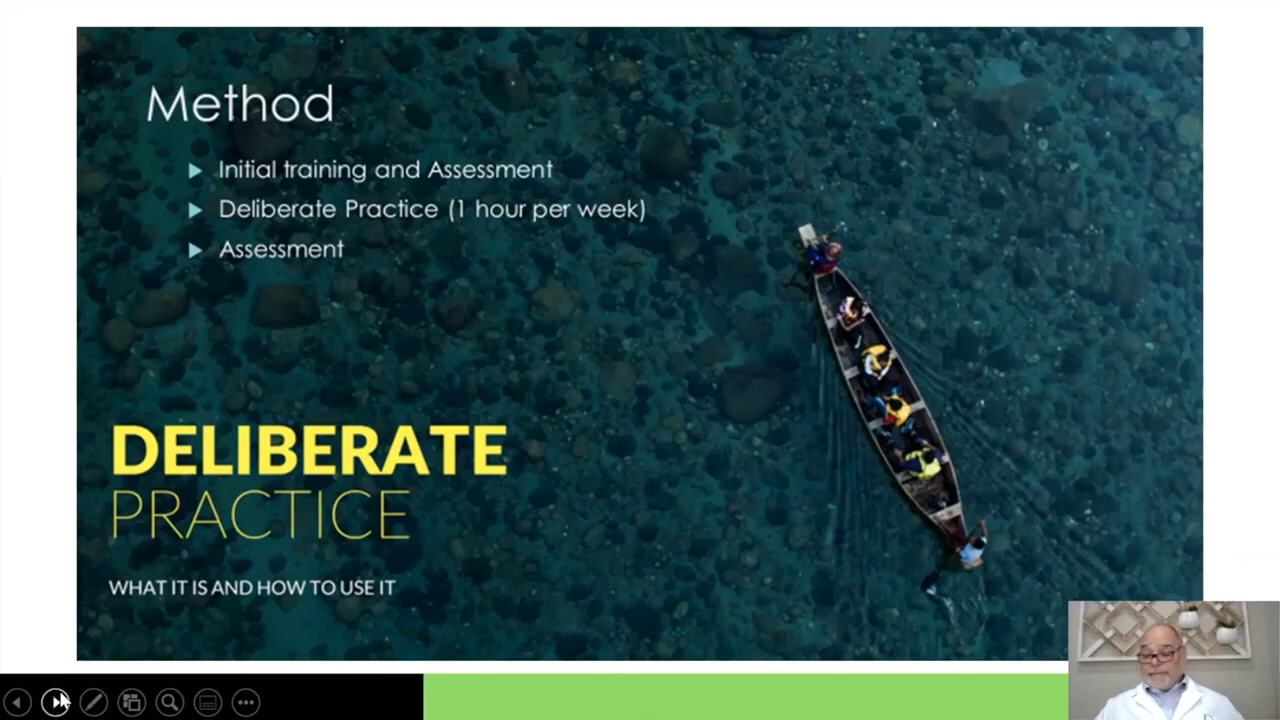 Method
Initial training and Assessment
Deliberate Practice (1 hour per week)
Assessment
DELIBERATE
PRACTICE
WHAT IT IS AND HOW TO USE IT